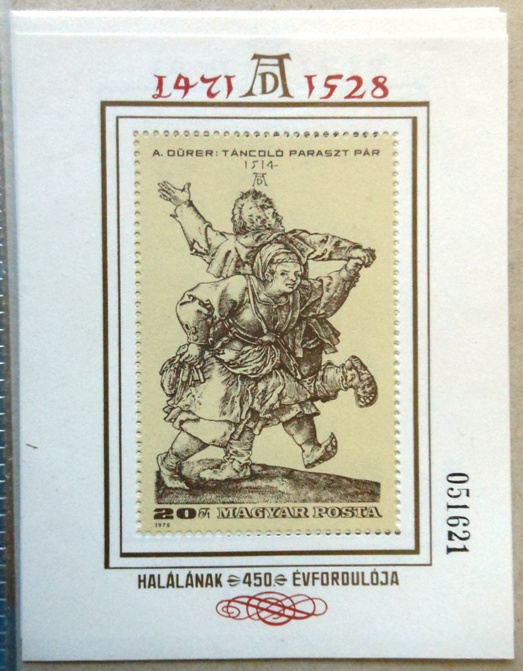 1471 AD 1528
A. DÜRER: TÁNCOLÓ PARASZT PÁR
1514
AD
20 Ft MAGYAR POSTA
1978
051621
HALÁLÁNAK 450. ÉVFORDULÓJA